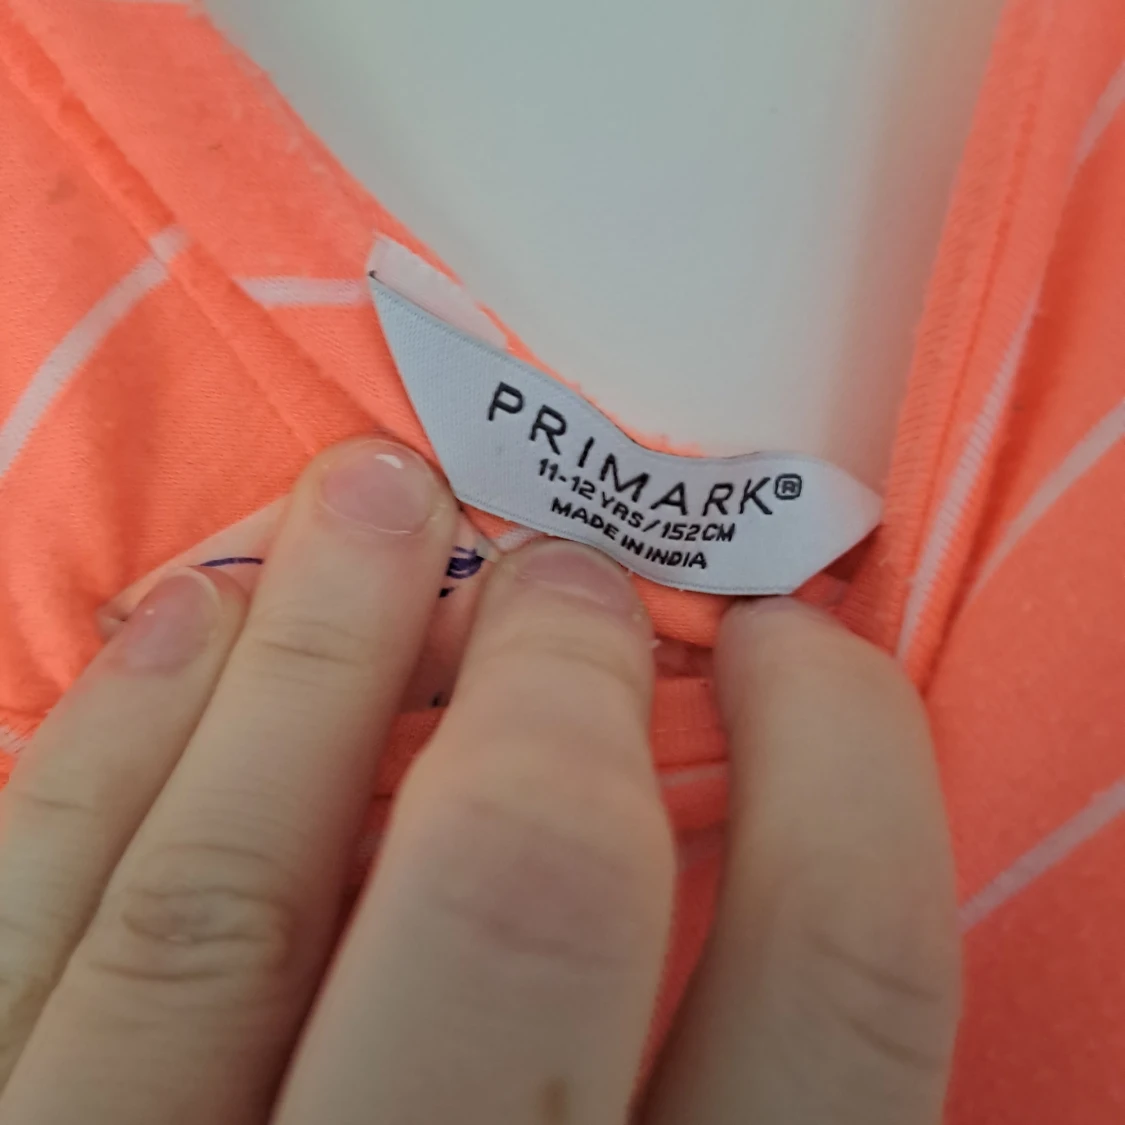 PRIMARK®
11-12 YRS/152CM
MADE IN INDIA